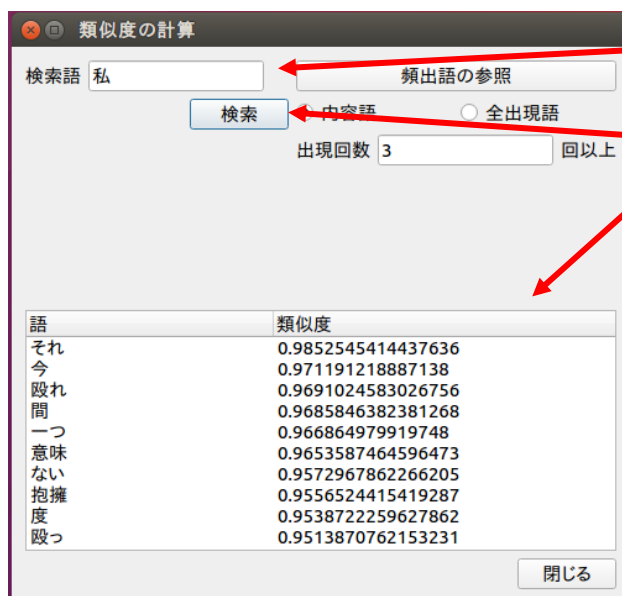 類似度の計算
検索語 私 頻出語の参照
検索 内容語 全出現語
出現回数 3 回以上
語 類似度
それ 0.9852545414437636
今 0.971191218887138
殴れ 0.9691024583026756
間 0.9685846382381268
一つ 0.966864979919748
意味 0.9653587464596473
ない 0.9572967862266205
抱擁 0.9556524415419287
度 0.9538722259627862
殴っ 0.9513870762153231
閉じる